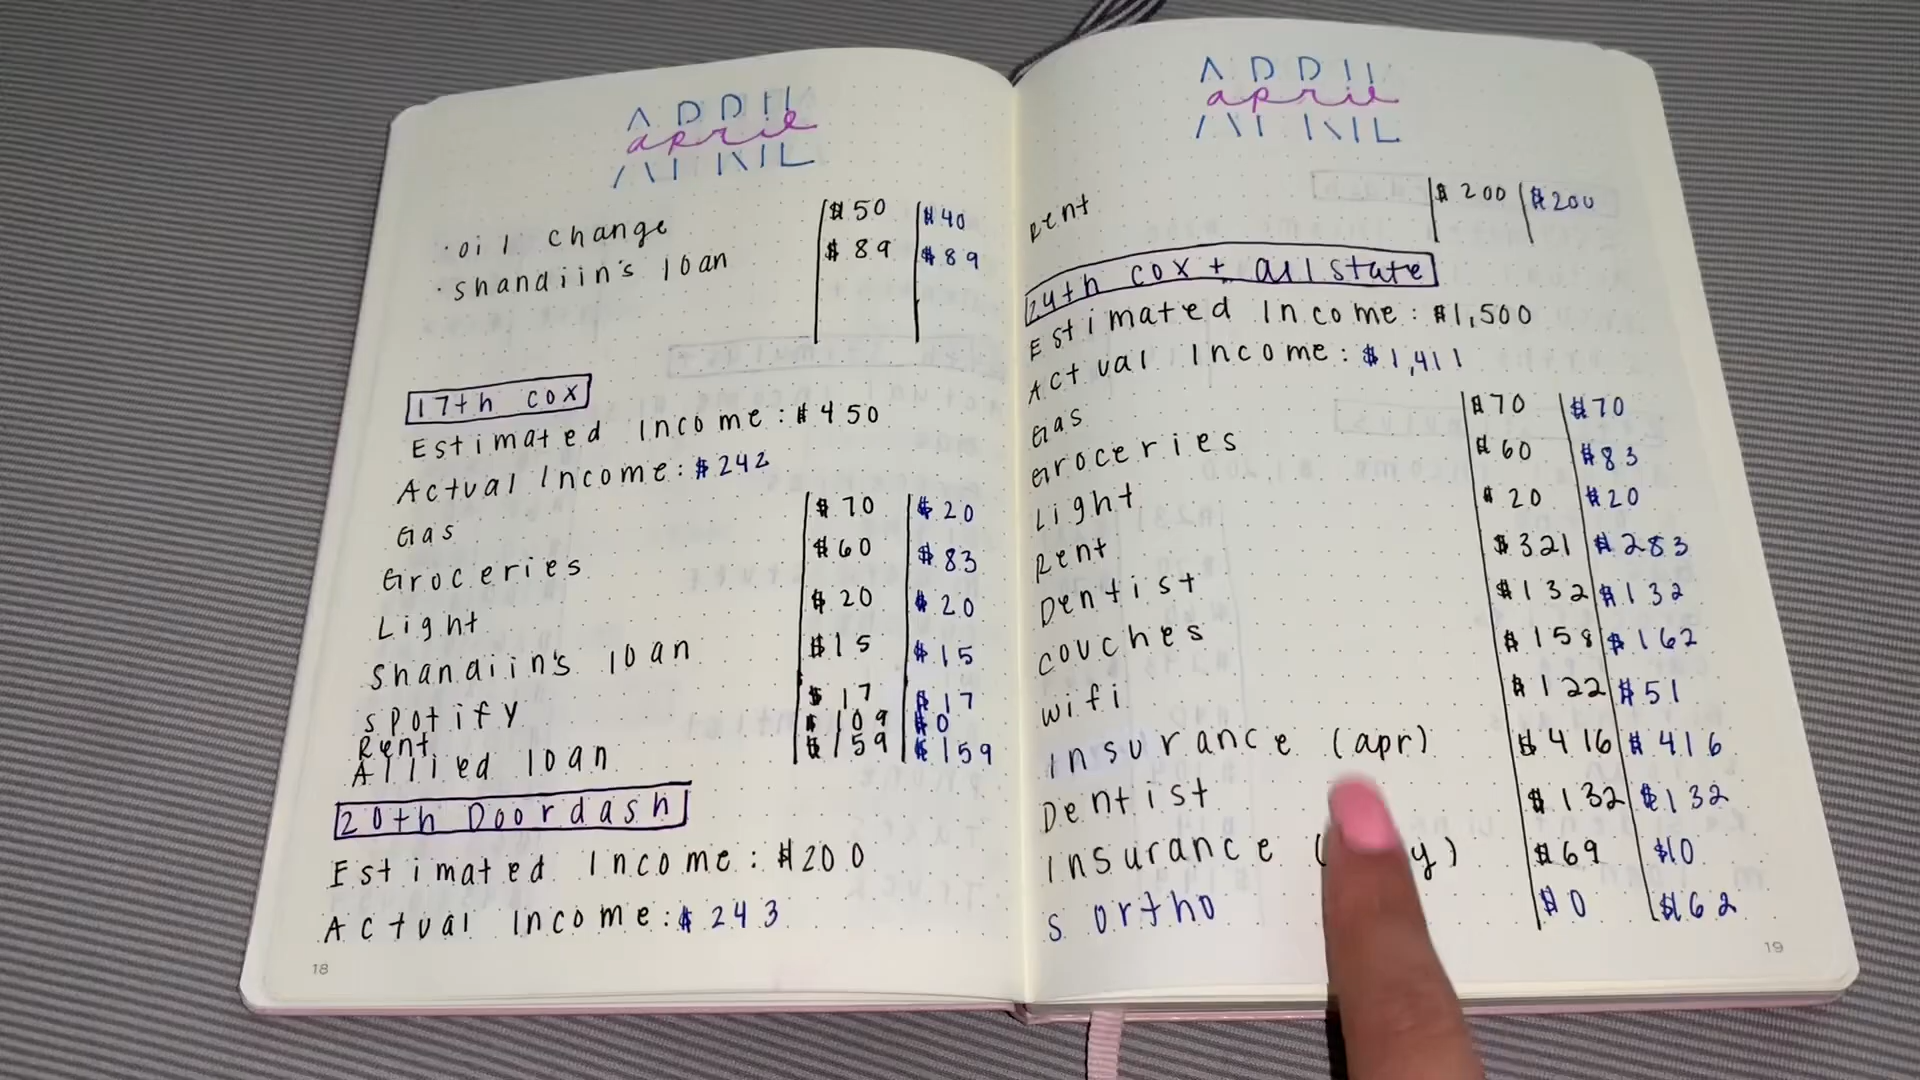 APRIL
april
· oil change $50 $40
· shandiin's loan $89 $89
17th cox
Estimated Income: $450
Actual Income: $242
Gas $70 $20
Groceries $60 $83
Light $20 $20
Shandiin's loan $15 $15
Spotify $17 $17
Rent $109 $0
Allied loan $159 $159
20th Doordash
Estimated Income: $200
Actual Income: $243
18
APRIL
april
Rent $200 $200
24th cox + allstate
Estimated Income: $1,500
Actual Income: $1,411
Gas $70 $70
Groceries $60 $83
Light $20 $20
Rent $321 $283
Dentist $132 $132
couches $158 $162
wifi $122 $51
Insurance (apr) $416 $416
Dentist $132 $132
Insurance ( y) $69 $10
S ortho $0 $162
19